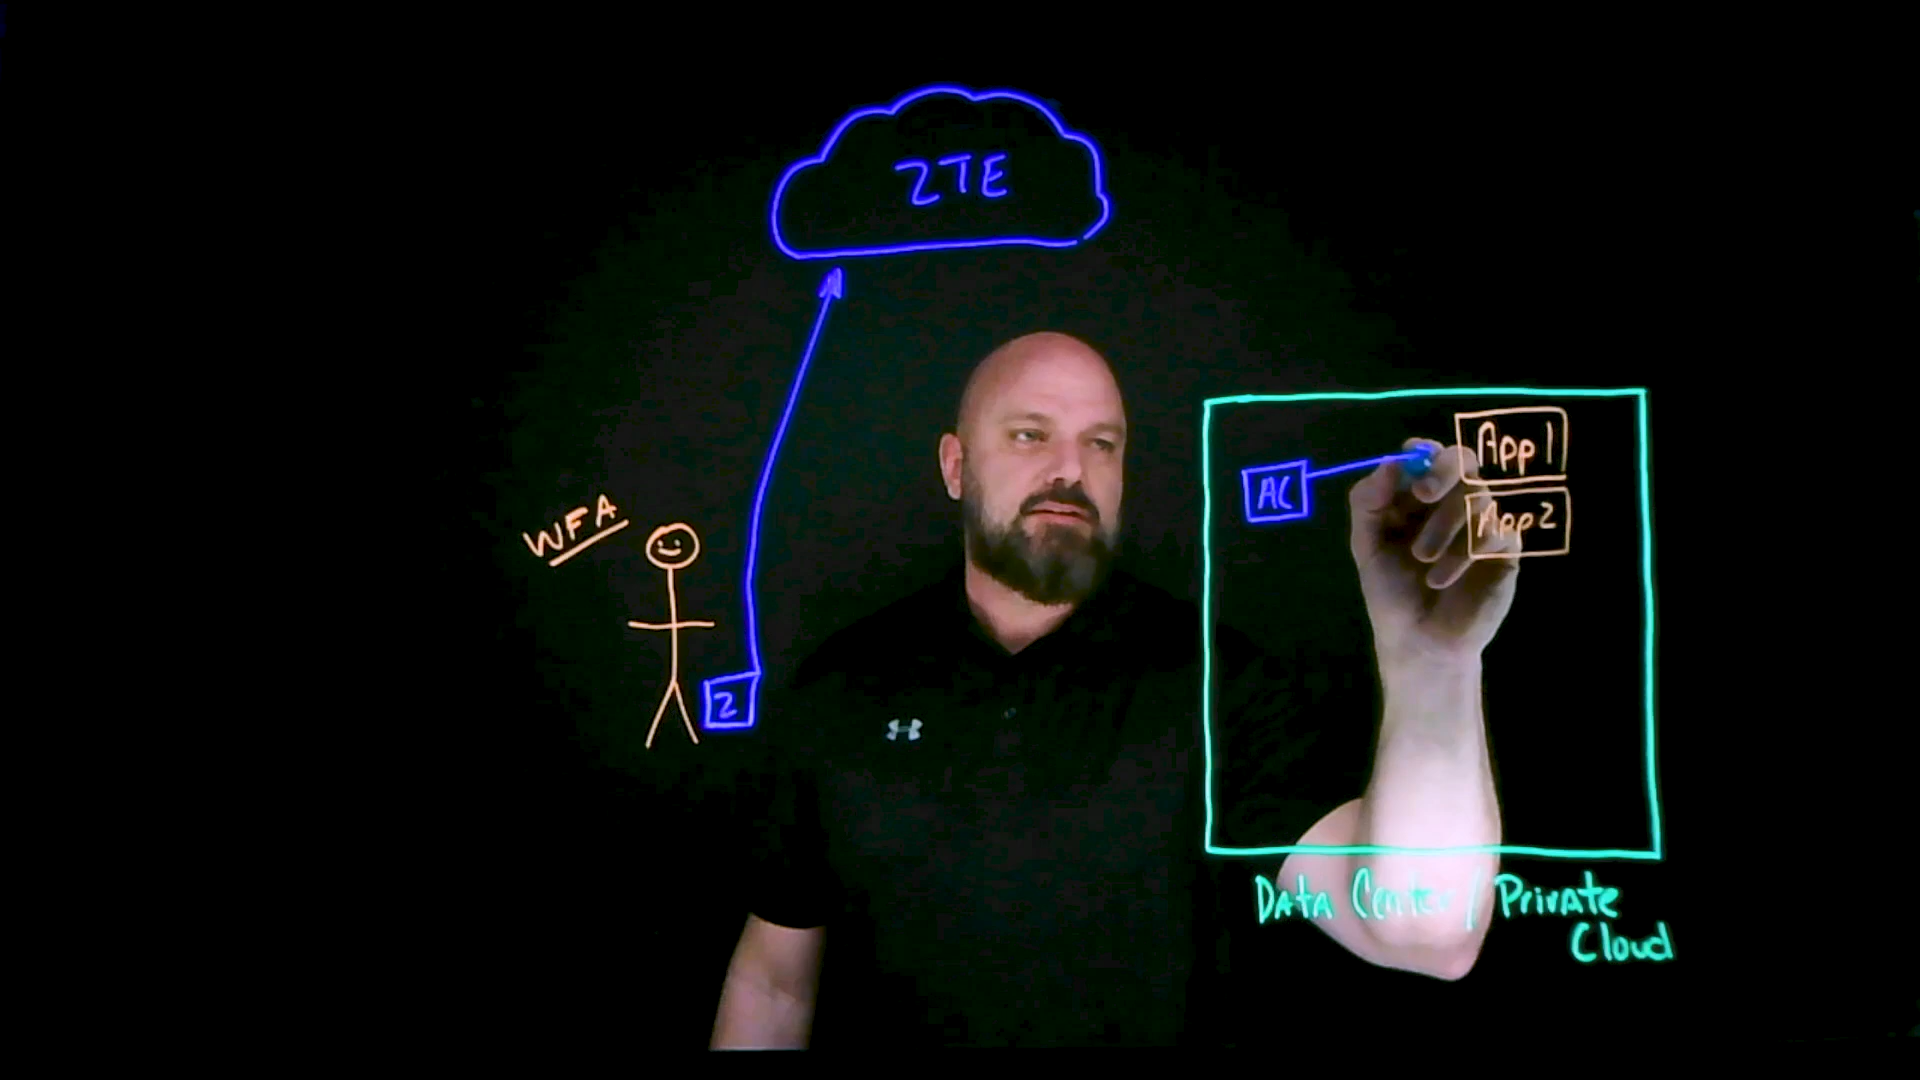 ZTE
WFA
Z
AC
App1
App2
Data Center / Private
Cloud